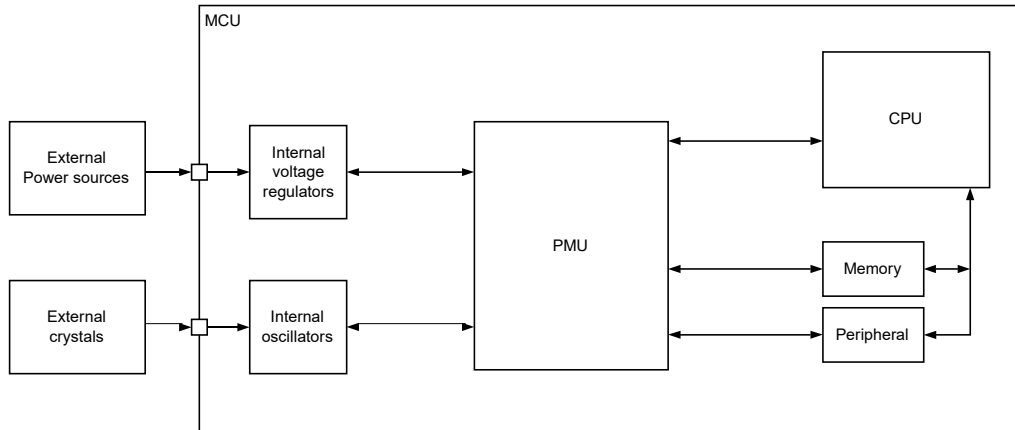 MCU
External
Power sources
Internal
voltage
regulators
PMU
CPU
Memory
Peripheral
External
crystals
Internal
oscillators